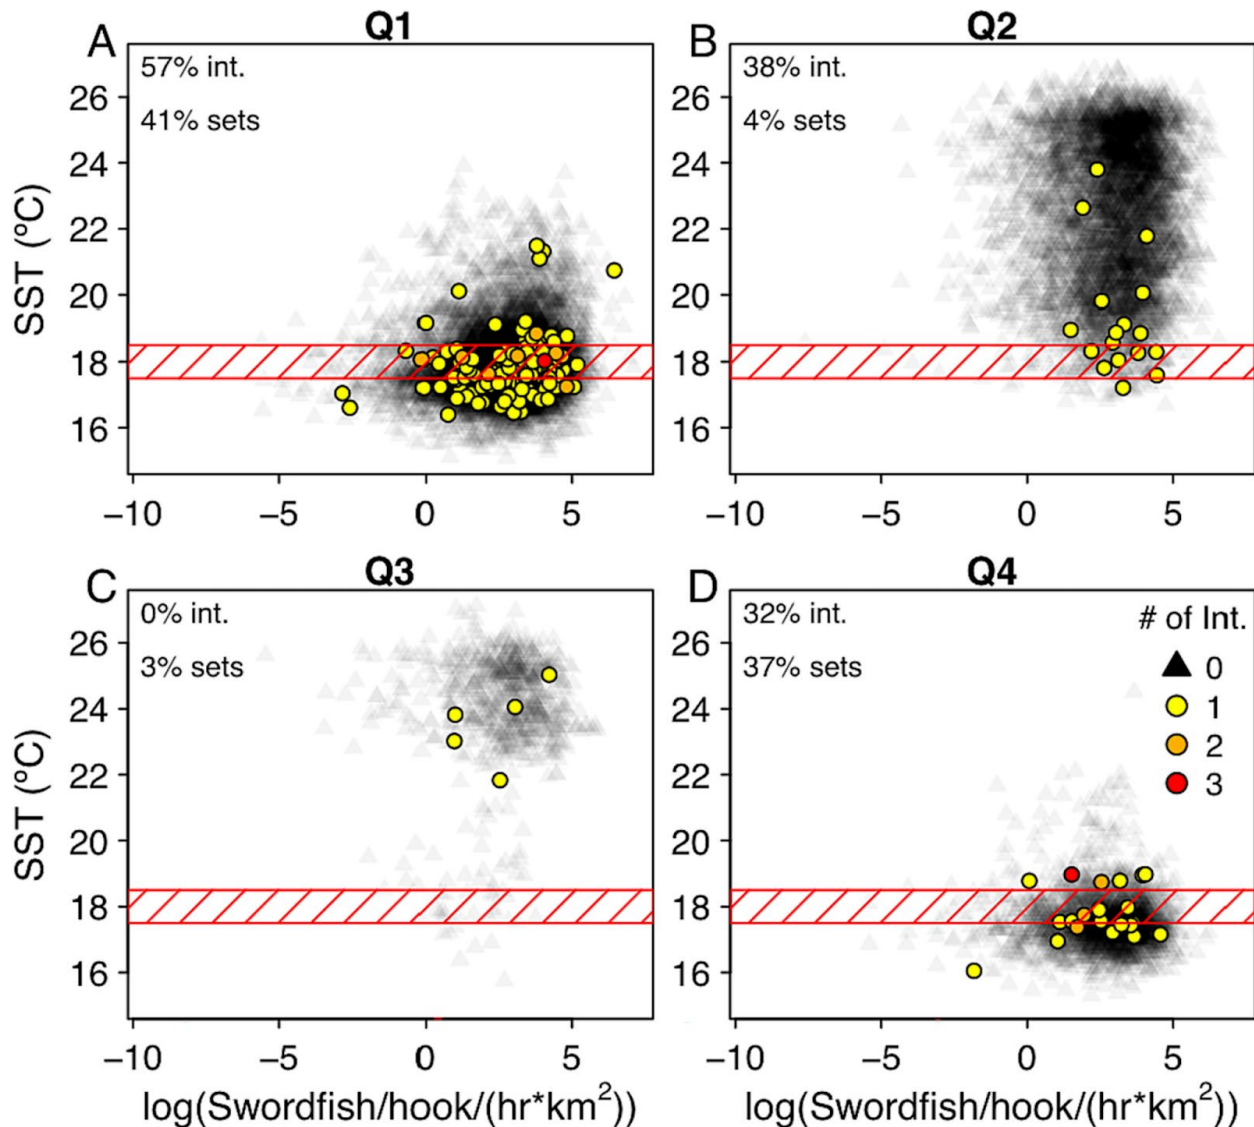 A Q1
57% int.
41% sets
SST (°C)
26
24
22
20
18
16
−10 −5 0 5
B Q2
38% int.
4% sets
26
24
22
20
18
16
−10 −5 0 5
C Q3
0% int.
3% sets
SST (°C)
26
24
22
20
18
16
−10 −5 0 5
log(Swordfish/hook/(hr*km²))
D Q4
32% int.
37% sets
# of Int.
0
1
2
3
26
24
22
20
18
16
−10 −5 0 5
log(Swordfish/hook/(hr*km²))